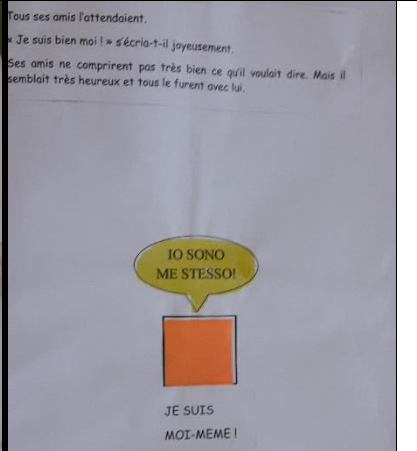 Tous ses amis l'attendaient.
« Je suis bien moi ! » s'écria-t-il joyeusement.
Ses amis ne comprirent pas très bien ce qu'il voulait dire. Mais il
semblait très heureux et tous le furent avec lui.
IO SONO
ME STESSO!
JE SUIS
MOI-MEME !